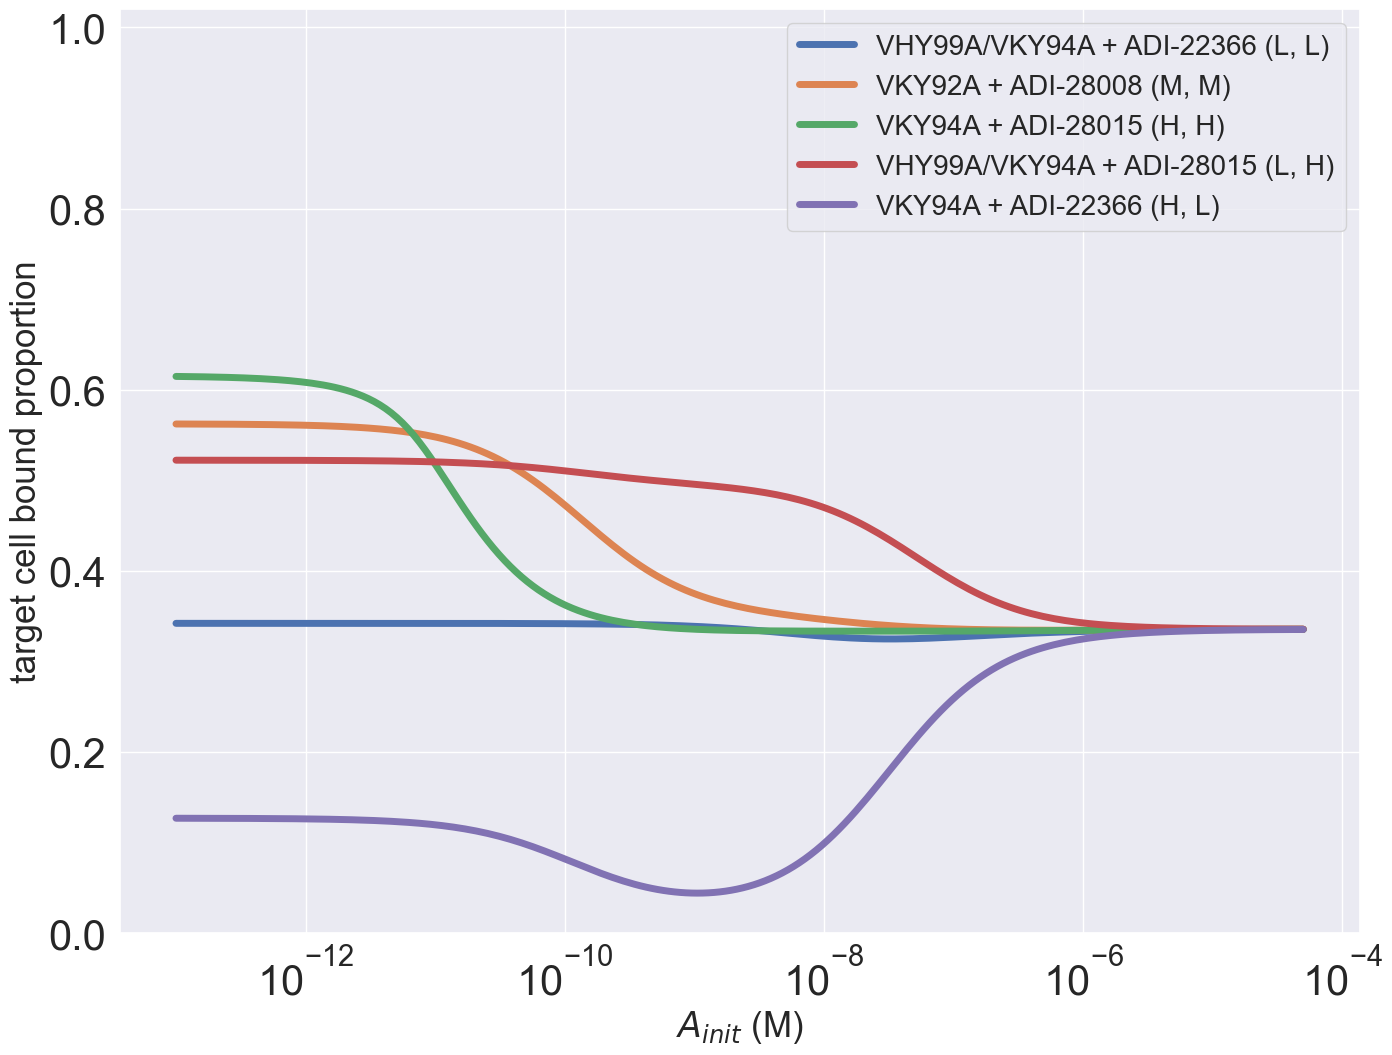 VHY99A/VKY94A + ADI-22366 (L, L)
VKY92A + ADI-28008 (M, M)
VKY94A + ADI-28015 (H, H)
VHY99A/VKY94A + ADI-28015 (L, H)
VKY94A + ADI-22366 (H, L)
target cell bound proportion
1.0
0.8
0.6
0.4
0.2
0.0
10⁻¹² 10⁻¹⁰ 10⁻⁸ 10⁻⁶ 10⁻⁴
A_init (M)